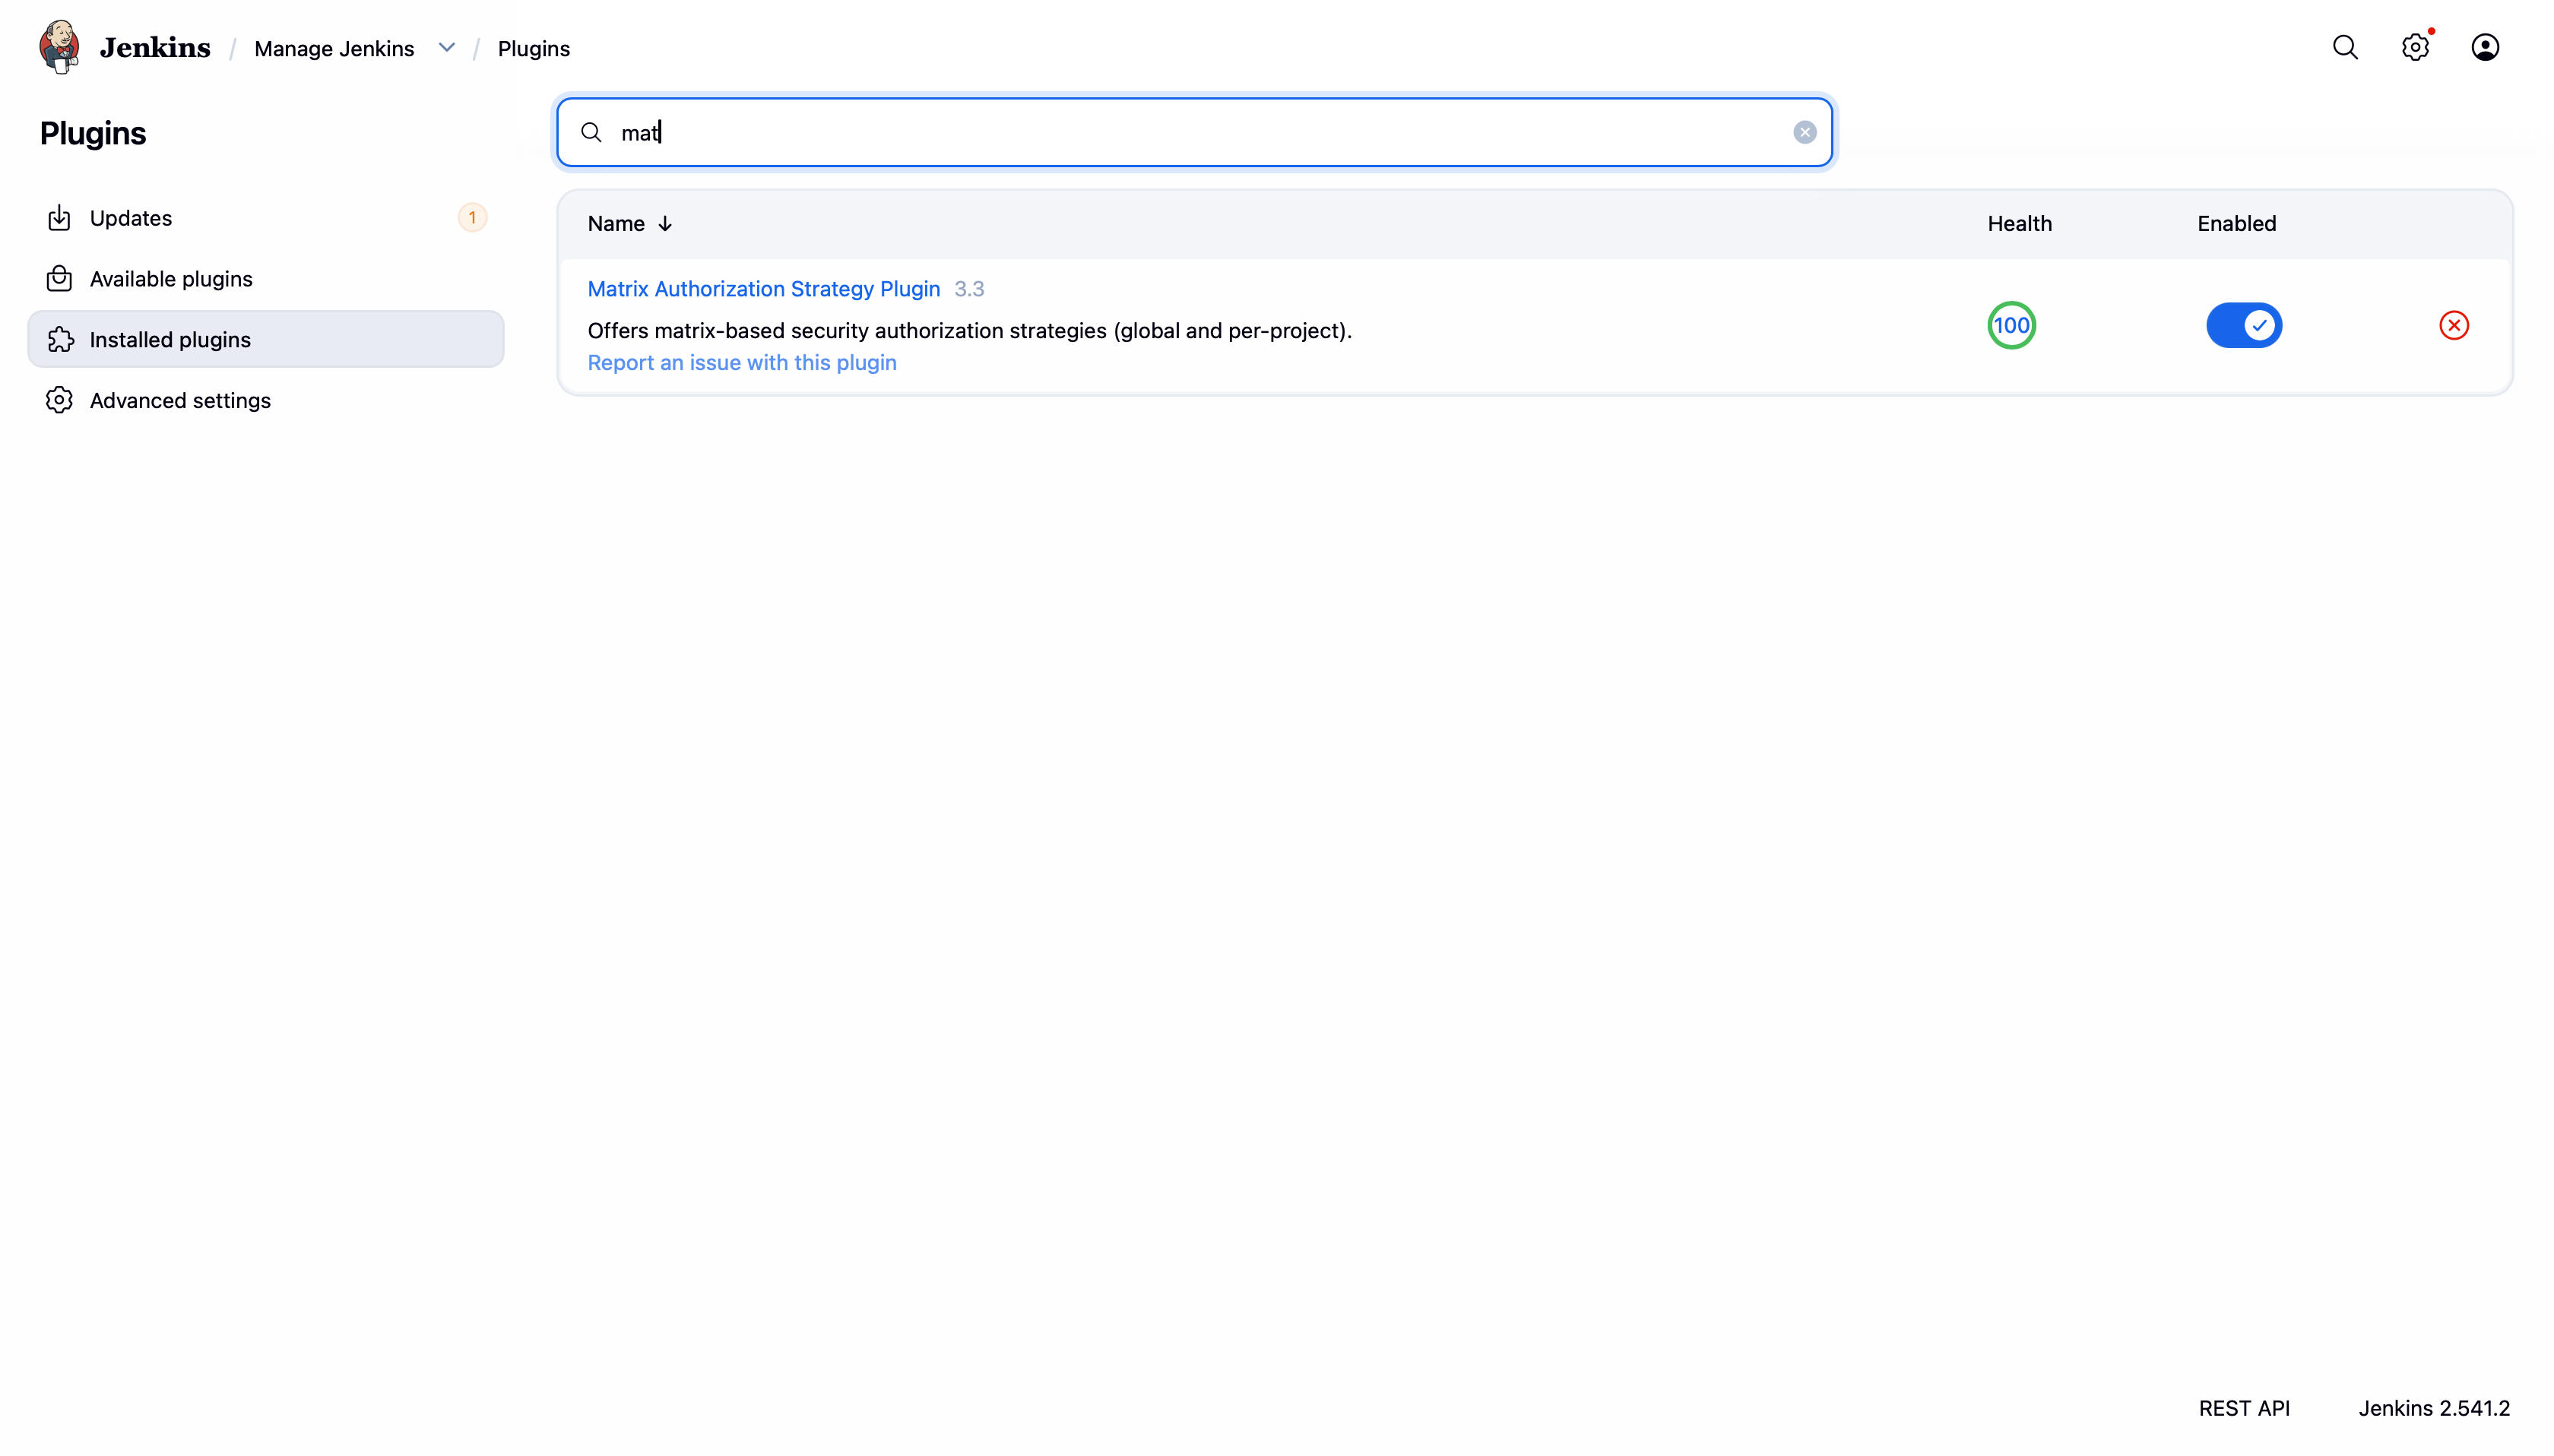 Jenkins / Manage Jenkins / Plugins
Plugins
mat
Updates 1
Available plugins
Installed plugins
Advanced settings
Name Health Enabled
Matrix Authorization Strategy Plugin 3.3
Offers matrix-based security authorization strategies (global and per-project).
Report an issue with this plugin
100
REST API Jenkins 2.541.2